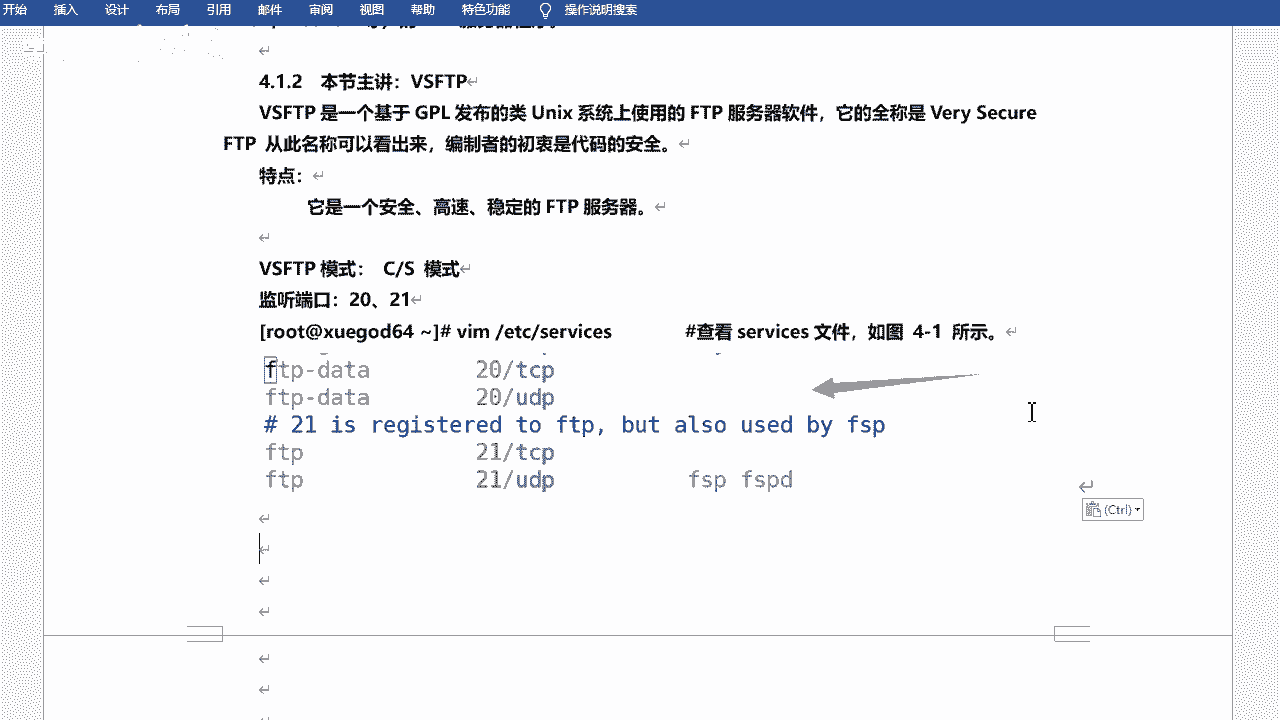 开始 插入 设计 布局 引用 邮件 审阅 视图 帮助 特色功能 操作说明搜索
4.1.2 本节主讲：VSFTP
VSFTP 是一个基于 GPL 发布的类 Unix 系统上使用的 FTP 服务器软件，它的全称是 Very Secure
FTP 从此名称可以看出来，编制者的初衷是代码的安全。
特点：
它是一个安全、高速、稳定的 FTP 服务器。
VSFTP 模式： C/S 模式
监听端口：20、21
[root@xuegod64 ~]# vim /etc/services #查看 services 文件，如图 4-1 所示。
ftp-data 20/tcp
ftp-data 20/udp
# 21 is registered to ftp, but also used by fsp
ftp 21/tcp
ftp 21/udp fsp fspd
(Ctrl)